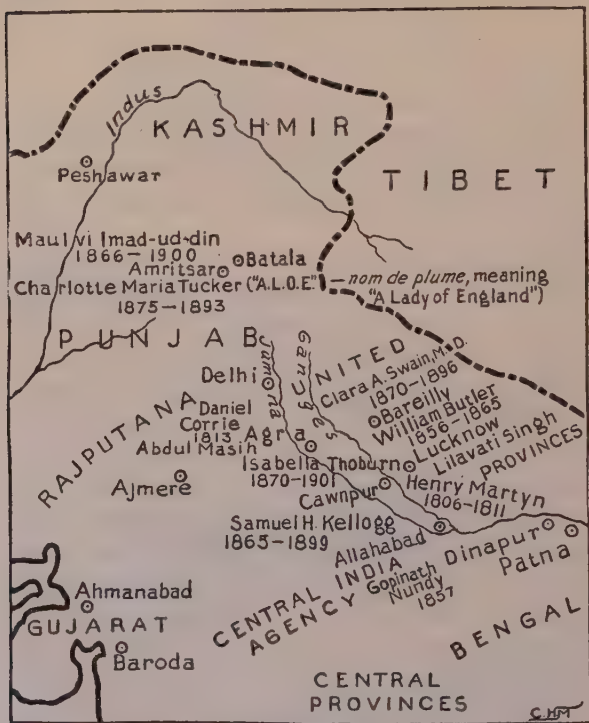 Indus
KASHMIR
TIBET
Peshawar
Maulvi Imad-ud-din
1866-1900
Batala
Amritsar
Charlotte Maria Tucker ("A.L.O.E." — nom de plume, meaning
1875-1893
"A Lady of England")
PUNJAB
Jumna
Ganges
Delhi
UNITED
Clara A. Swain, M.D.
1870-1896
Bareilly
William Butler
1856-1865
Lucknow
Lilavati Singh
PROVINCES
RAJPUTANA
Daniel
Corrie
1813
Agra
Abdul Masih
Isabella Thoburn
1870-1901
Ajmere
Cawnpur
Henry Martyn
1806-1811
Samuel H. Kellogg
1865-1899
Allahabad
Dinapur
Patna
CENTRAL INDIA
AGENCY
Gopinath
Nundy
1857
BENGAL
Ahmanabad
GUJARAT
Baroda
CENTRAL
PROVINCES
CHM